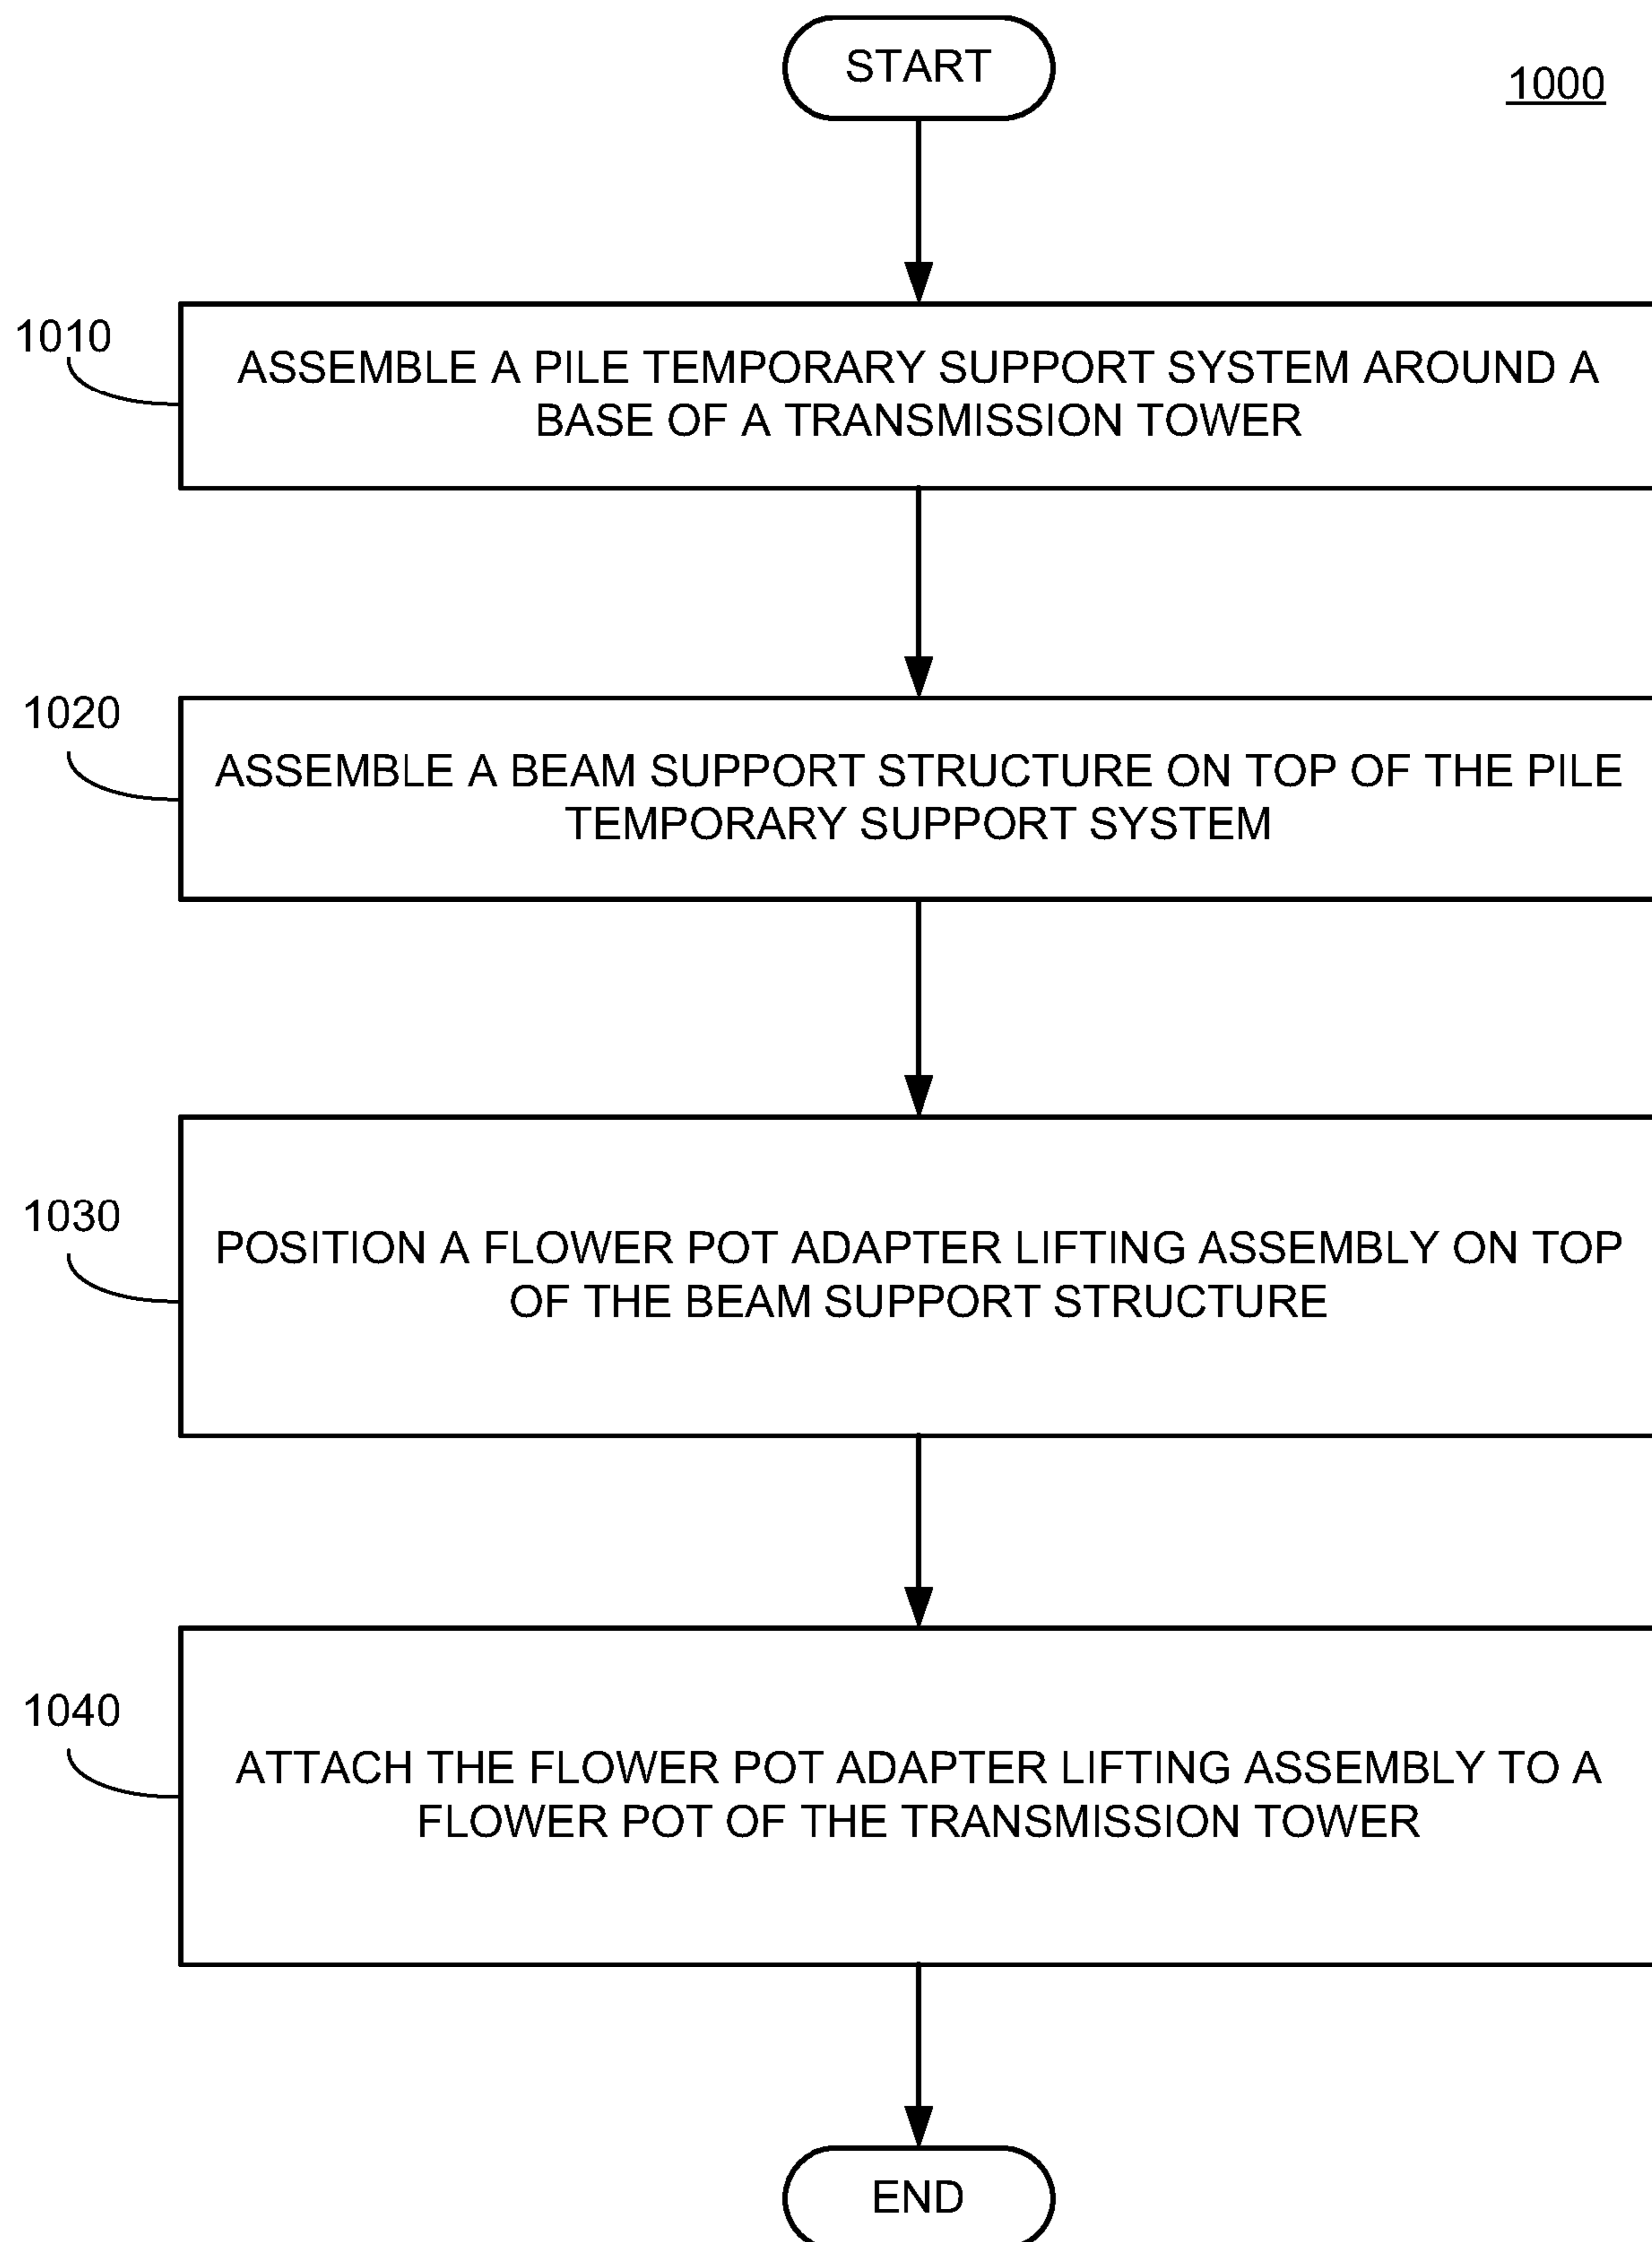 START
1000
1010
ASSEMBLE A PILE TEMPORARY SUPPORT SYSTEM AROUND A
BASE OF A TRANSMISSION TOWER
1020
ASSEMBLE A BEAM SUPPORT STRUCTURE ON TOP OF THE PILE
TEMPORARY SUPPORT SYSTEM
1030
POSITION A FLOWER POT ADAPTER LIFTING ASSEMBLY ON TOP
OF THE BEAM SUPPORT STRUCTURE
1040
ATTACH THE FLOWER POT ADAPTER LIFTING ASSEMBLY TO A
FLOWER POT OF THE TRANSMISSION TOWER
END